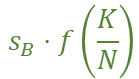 s_B · f(K/N)